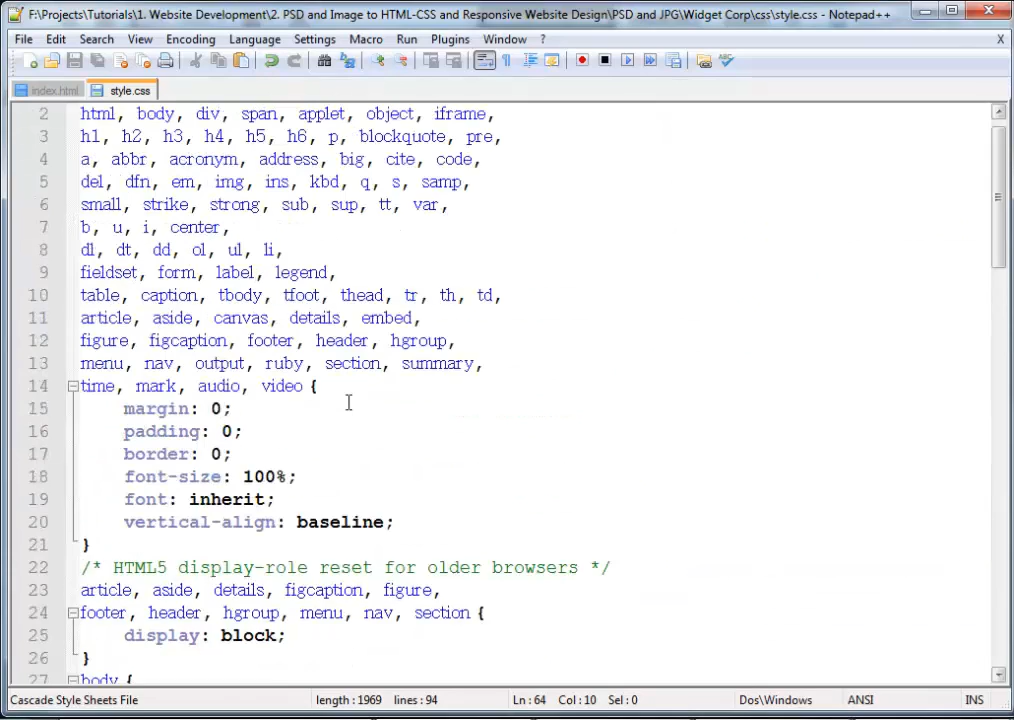 F:\Projects\Tutorials\1. Website Development\2. PSD and Image to HTML-CSS and Responsive Website Design\PSD and JPG\Widget Corp\css\style.css - Notepad++
File Edit Search View Encoding Language Settings Macro Run Plugins Window ? X
index.html style.css
2 html, body, div, span, applet, object, iframe,
3 h1, h2, h3, h4, h5, h6, p, blockquote, pre,
4 a, abbr, acronym, address, big, cite, code,
5 del, dfn, em, img, ins, kbd, q, s, samp,
6 small, strike, strong, sub, sup, tt, var,
7 b, u, i, center,
8 dl, dt, dd, ol, ul, li,
9 fieldset, form, label, legend,
10 table, caption, tbody, tfoot, thead, tr, th, td,
11 article, aside, canvas, details, embed,
12 figure, figcaption, footer, header, hgroup,
13 menu, nav, output, ruby, section, summary,
14 time, mark, audio, video {
15 margin: 0;
16 padding: 0;
17 border: 0;
18 font-size: 100%;
19 font: inherit;
20 vertical-align: baseline;
21 }
22 /* HTML5 display-role reset for older browsers */
23 article, aside, details, figcaption, figure,
24 footer, header, hgroup, menu, nav, section {
25 display: block;
26 }
27 body {
Cascade Style Sheets File length : 1969 lines : 94 Ln : 64 Col : 10 Sel : 0 Dos\Windows ANSI INS